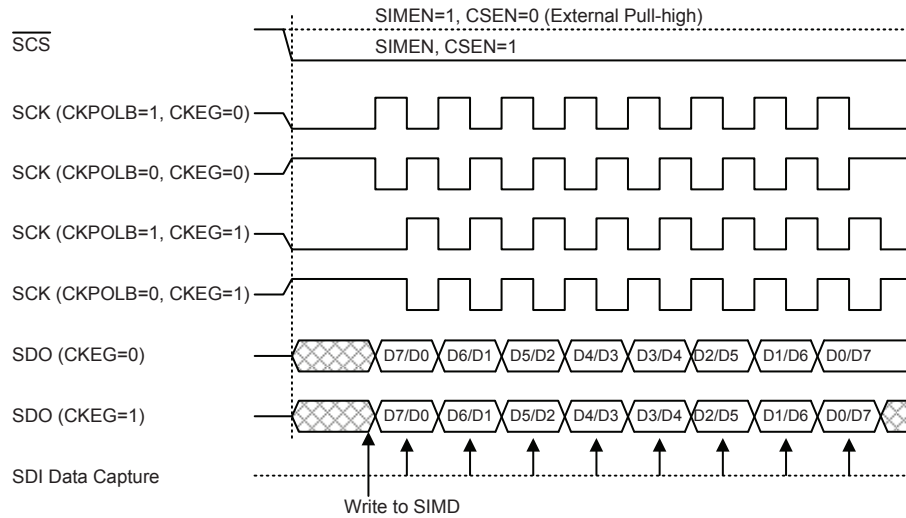 SIMEN=1, CSEN=0 (External Pull-high)
SCS
SIMEN, CSEN=1
SCK (CKPOLB=1, CKEG=0)
SCK (CKPOLB=0, CKEG=0)
SCK (CKPOLB=1, CKEG=1)
SCK (CKPOLB=0, CKEG=1)
SDO (CKEG=0) D7/D0 D6/D1 D5/D2 D4/D3 D3/D4 D2/D5 D1/D6 D0/D7
SDO (CKEG=1) D7/D0 D6/D1 D5/D2 D4/D3 D3/D4 D2/D5 D1/D6 D0/D7
SDI Data Capture
Write to SIMD